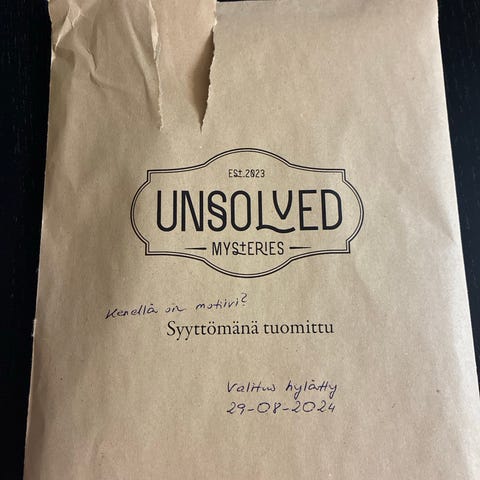 Est.2023
UNSOLVED
MYStERIES
Kenellä on motiivi?
Syyttömänä tuomittu
Valitus hylätty
29-08-2024